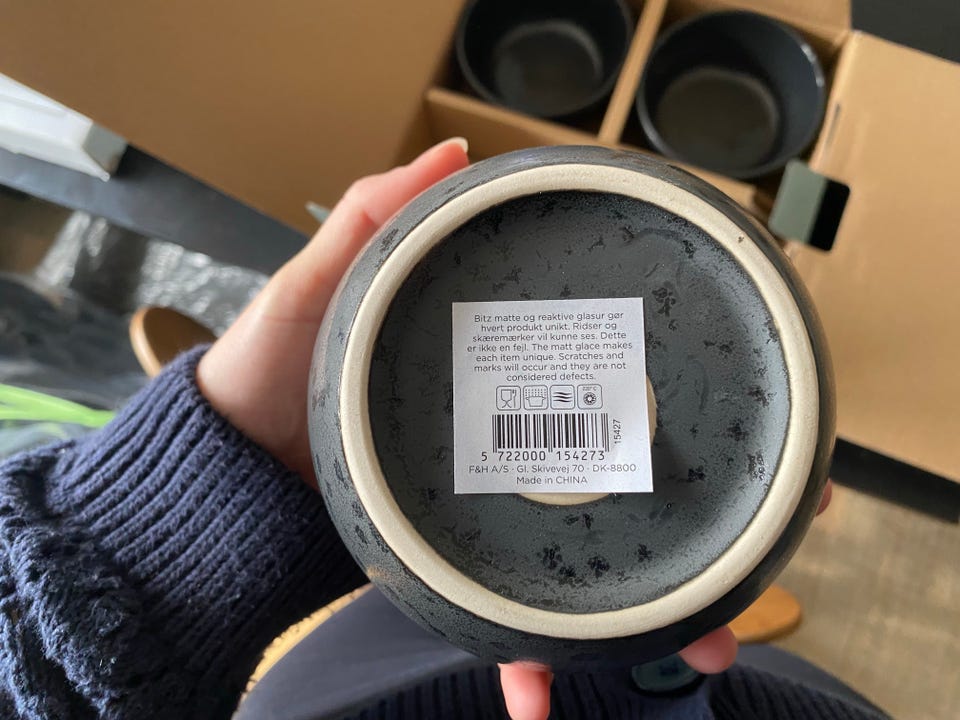 Bitz matte og reaktive glasur gør
hvert produkt unikt. Ridser og
skæremærker vil kunne ses. Dette
er ikke en fejl. The matt glace makes
each item unique. Scratches and
marks will occur and they are not
considered defects.
220° C
15427
5 722000 154273
F&H A/S · Gl. Skivevej 70 · DK-8800
Made in CHINA